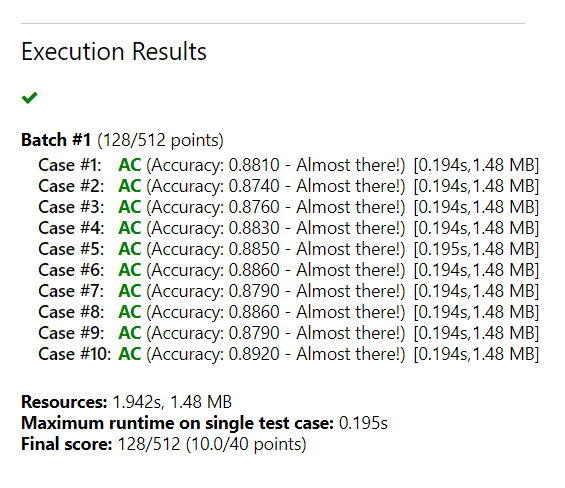 Execution Results
Batch #1 (128/512 points)
Case #1: AC (Accuracy: 0.8810 - Almost there!) [0.194s,1.48 MB]
Case #2: AC (Accuracy: 0.8740 - Almost there!) [0.194s,1.48 MB]
Case #3: AC (Accuracy: 0.8760 - Almost there!) [0.194s,1.48 MB]
Case #4: AC (Accuracy: 0.8830 - Almost there!) [0.194s,1.48 MB]
Case #5: AC (Accuracy: 0.8850 - Almost there!) [0.195s,1.48 MB]
Case #6: AC (Accuracy: 0.8860 - Almost there!) [0.194s,1.48 MB]
Case #7: AC (Accuracy: 0.8790 - Almost there!) [0.194s,1.48 MB]
Case #8: AC (Accuracy: 0.8860 - Almost there!) [0.194s,1.48 MB]
Case #9: AC (Accuracy: 0.8790 - Almost there!) [0.194s,1.48 MB]
Case #10: AC (Accuracy: 0.8920 - Almost there!) [0.194s,1.48 MB]
Resources: 1.942s, 1.48 MB
Maximum runtime on single test case: 0.195s
Final score: 128/512 (10.0/40 points)